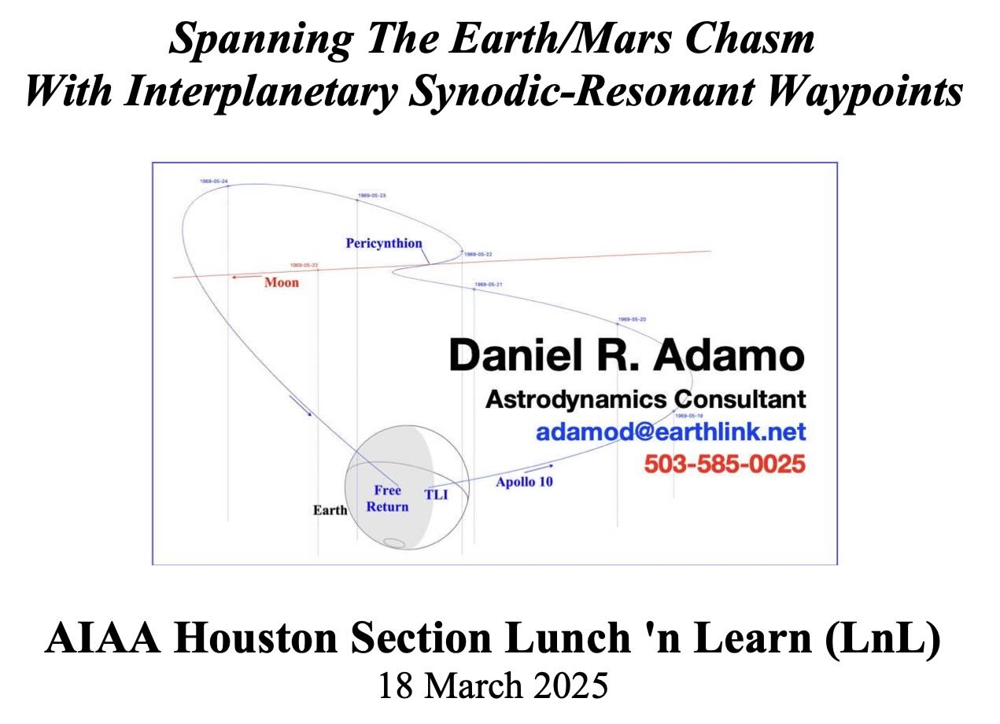 Spanning The Earth/Mars Chasm
With Interplanetary Synodic-Resonant Waypoints
1969-05-24
1969-05-23
Pericynthion
1969-05-22
1969-05-22
Moon
1969-05-21
1969-05-20
Daniel R. Adamo
Astrodynamics Consultant
1969-05-19
adamod@earthlink.net
503-585-0025
Apollo 10
Free
Return
TLI
Earth
AIAA Houston Section Lunch 'n Learn (LnL)
18 March 2025